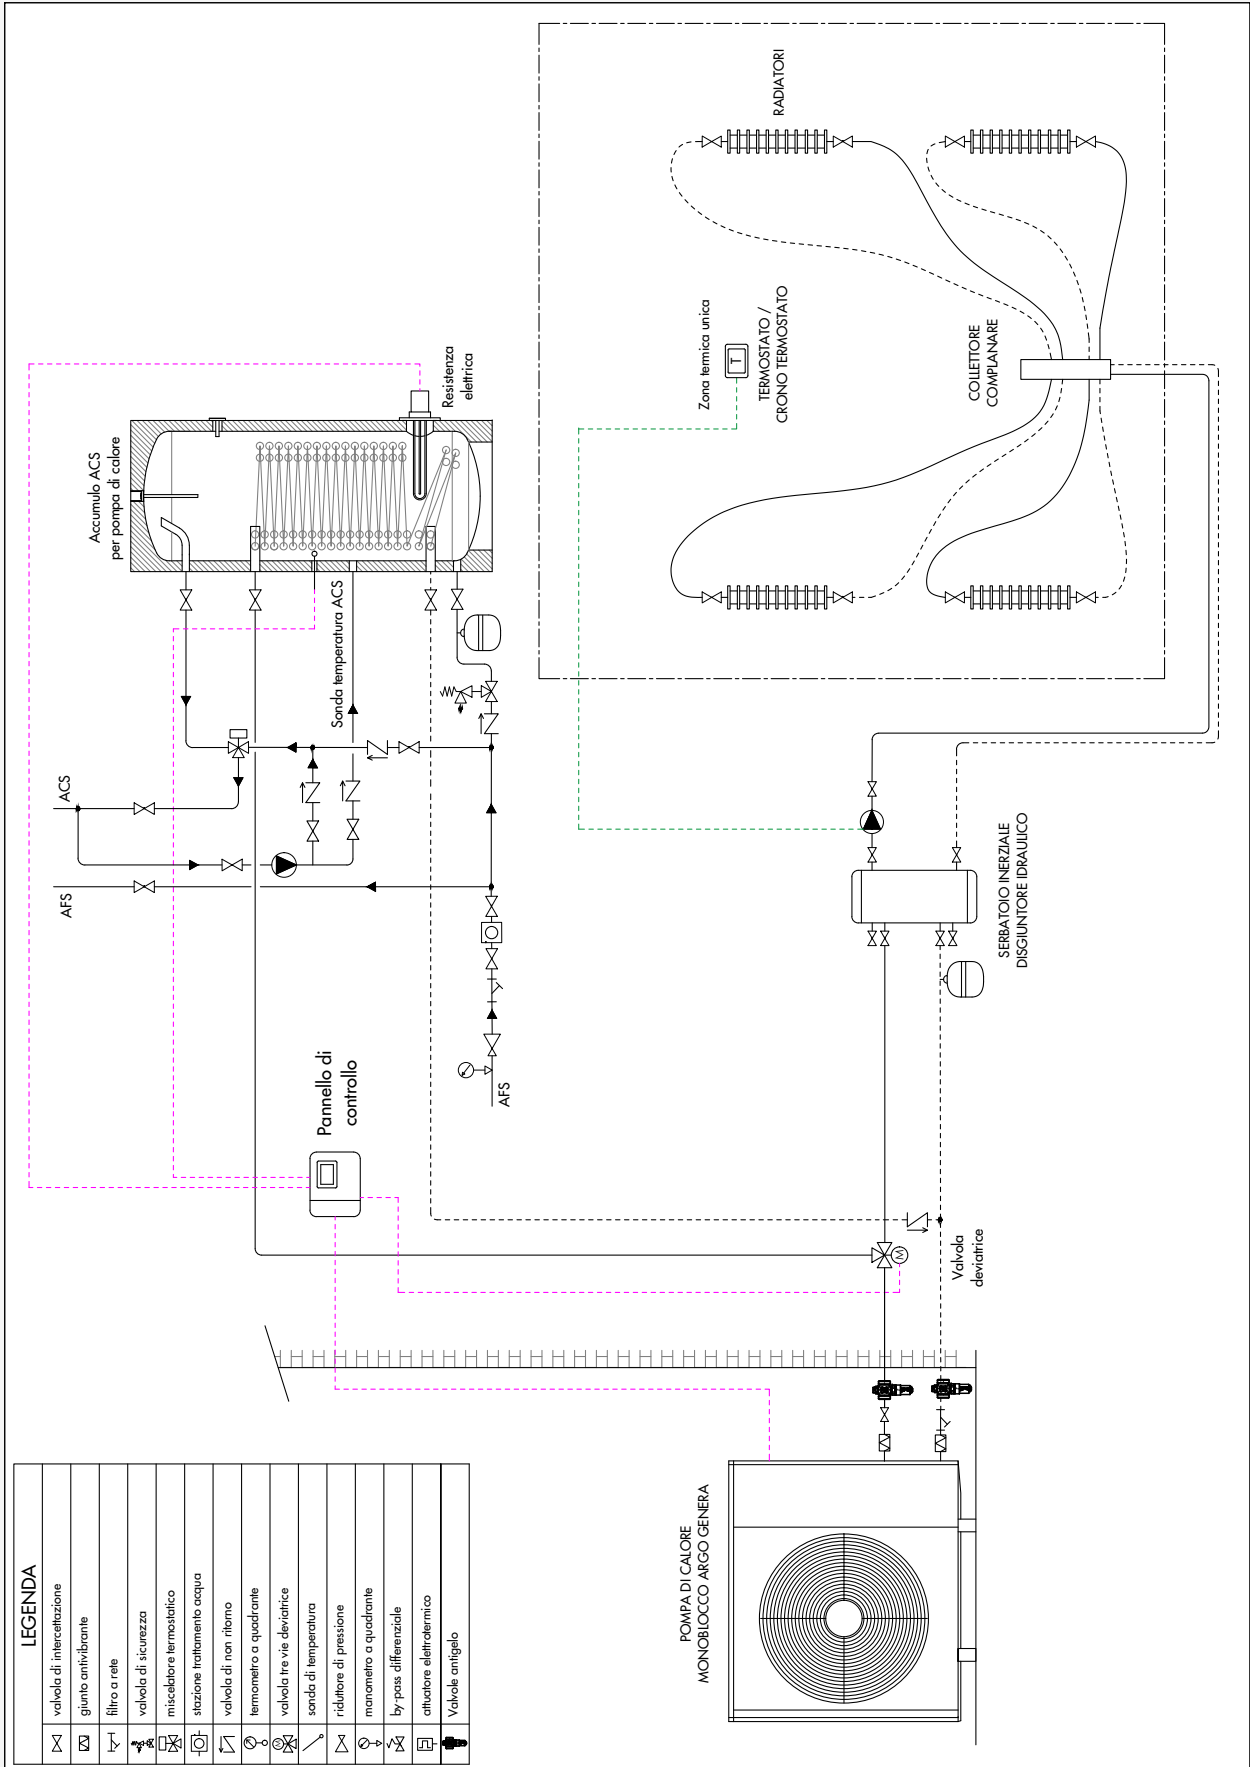 LEGENDA
valvola di intercettazione
giunto antivibrante
filtro a rete
valvola di sicurezza
miscelatore termostatico
stazione trattamento acqua
valvola di non ritorno
termometro a quadrante
valvola tre vie deviatrice
sonda di temperatura
riduttore di pressione
manometro a quadrante
by-pass differenziale
attuatore elettrotermico
Valvole antigelo
M
POMPA DI CALORE
MONOBLOCCO ARGO GENERA
Pannello di
controllo
M
Valvola
deviatrice
AFS
AFS
ACS
Sonda temperatura ACS
Accumulo ACS
per pompa di calore
Resistenza
elettrica
SERBATOIO INERZIALE
DISGIUNTORE IDRAULICO
Zona termica unica
T
TERMOSTATO /
CRONO TERMOSTATO
COLLETTORE
COMPLANARE
RADIATORI